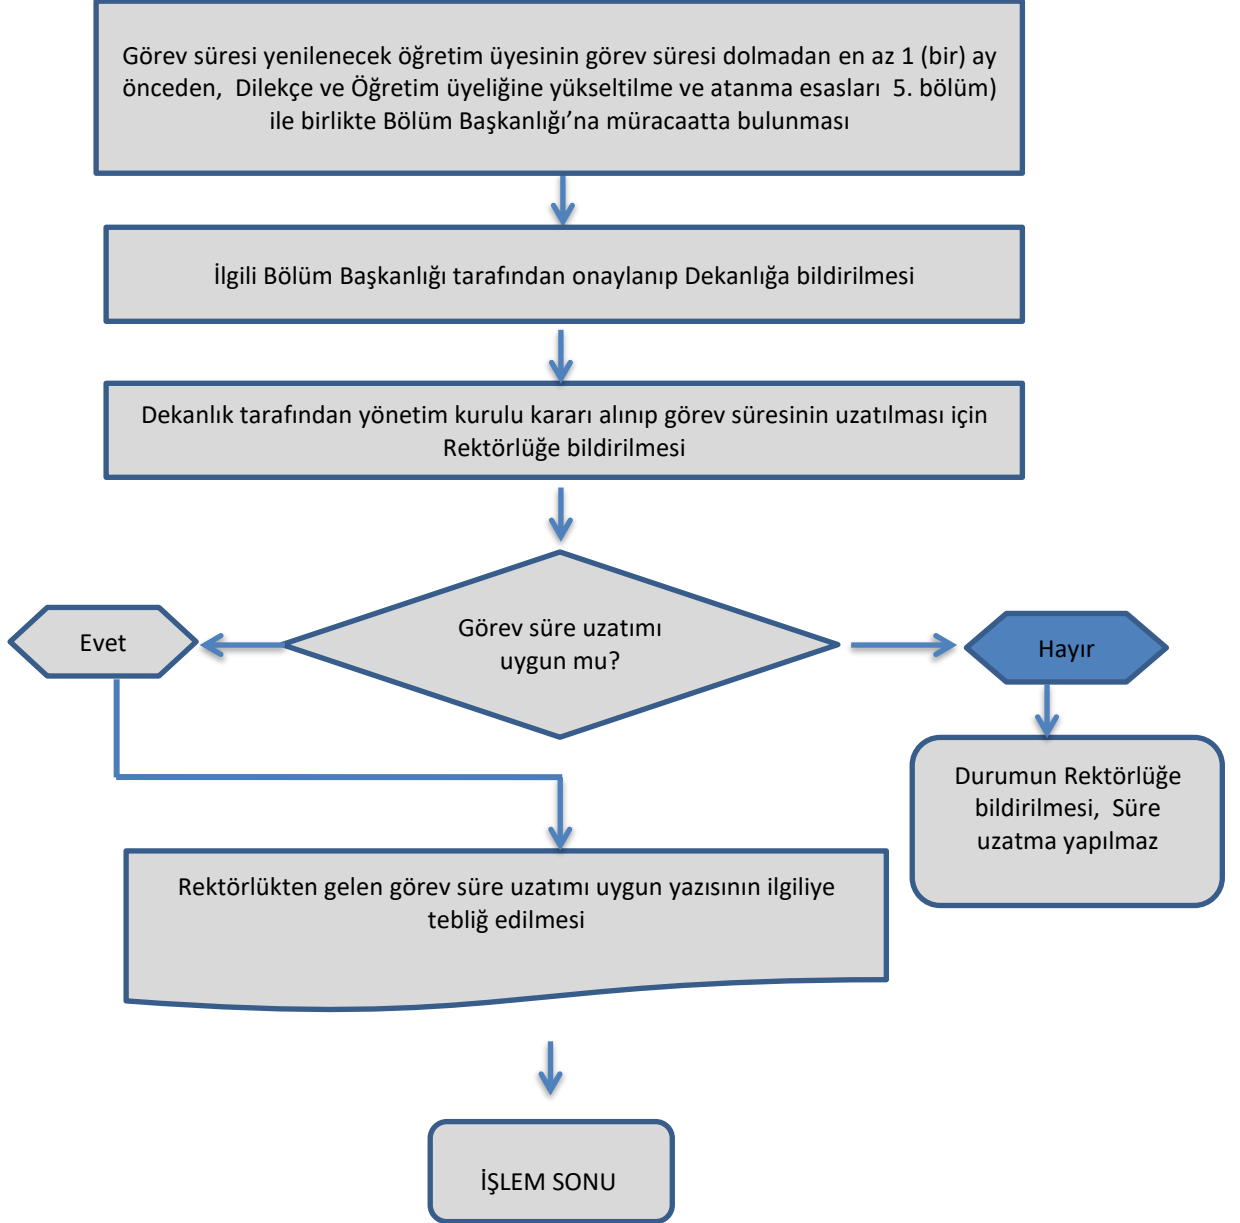 Görev süresi yenilenecek öğretim üyesinin görev süresi dolmadan en az 1 (bir) ay
önceden,  Dilekçe ve Öğretim üyeliğine yükseltilme ve atanma esasları  5. bölüm)
ile birlikte Bölüm Başkanlığı’na müracaatta bulunması
İlgili Bölüm Başkanlığı tarafından onaylanıp Dekanlığa bildirilmesi
Dekanlık tarafından yönetim kurulu kararı alınıp görev süresinin uzatılması için
Rektörlüğe bildirilmesi
Görev süre uzatımı
uygun mu?
Evet
Hayır
Durumun Rektörlüğe
bildirilmesi,  Süre
uzatma yapılmaz
Rektörlükten gelen görev süre uzatımı uygun yazısının ilgiliye
tebliğ edilmesi
İŞLEM SONU